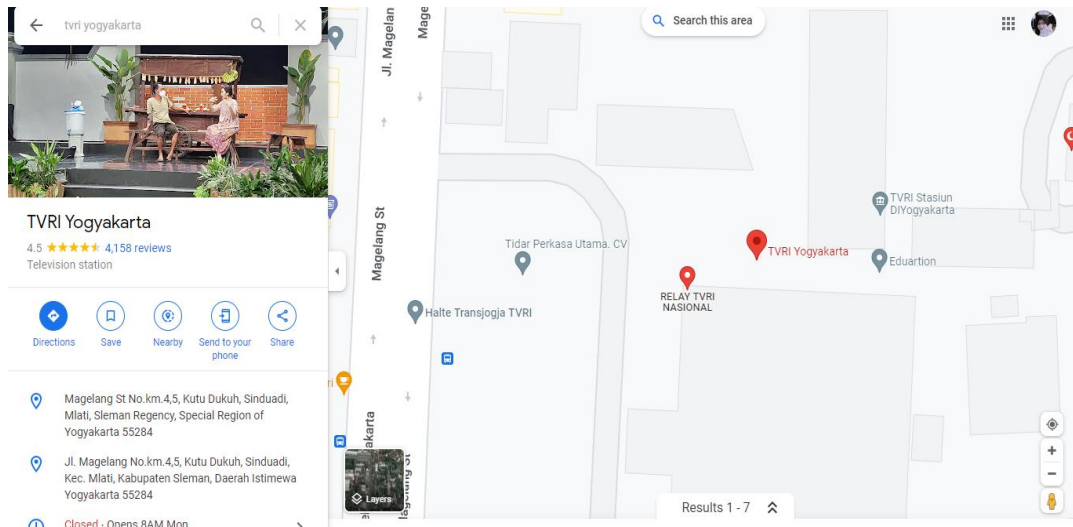 tvri yogyakarta
TVRI Yogyakarta
4.5
4,158 reviews
Television station
Directions
Save
Nearby
Send to your
phone
Share
Magelang St No.km.4,5, Kutu Dukuh, Sinduadi,
Mlati, Sleman Regency, Special Region of
Yogyakarta 55284
Jl. Magelang No.km.4,5, Kutu Dukuh, Sinduadi,
Kec. Mlati, Kabupaten Sleman, Daerah Istimewa
Yogyakarta 55284
Closed · Opens 8AM Mon
Search this area
Jl. Magelan
Mage
Magelang St
Tidar Perkasa Utama. CV
Halte Transjogja TVRI
TVRI Stasiun
DIYogyakarta
TVRI Yogyakarta
Eduartion
RELAY TVRI
NASIONAL
ri
akarta
Layers
Results 1 - 7